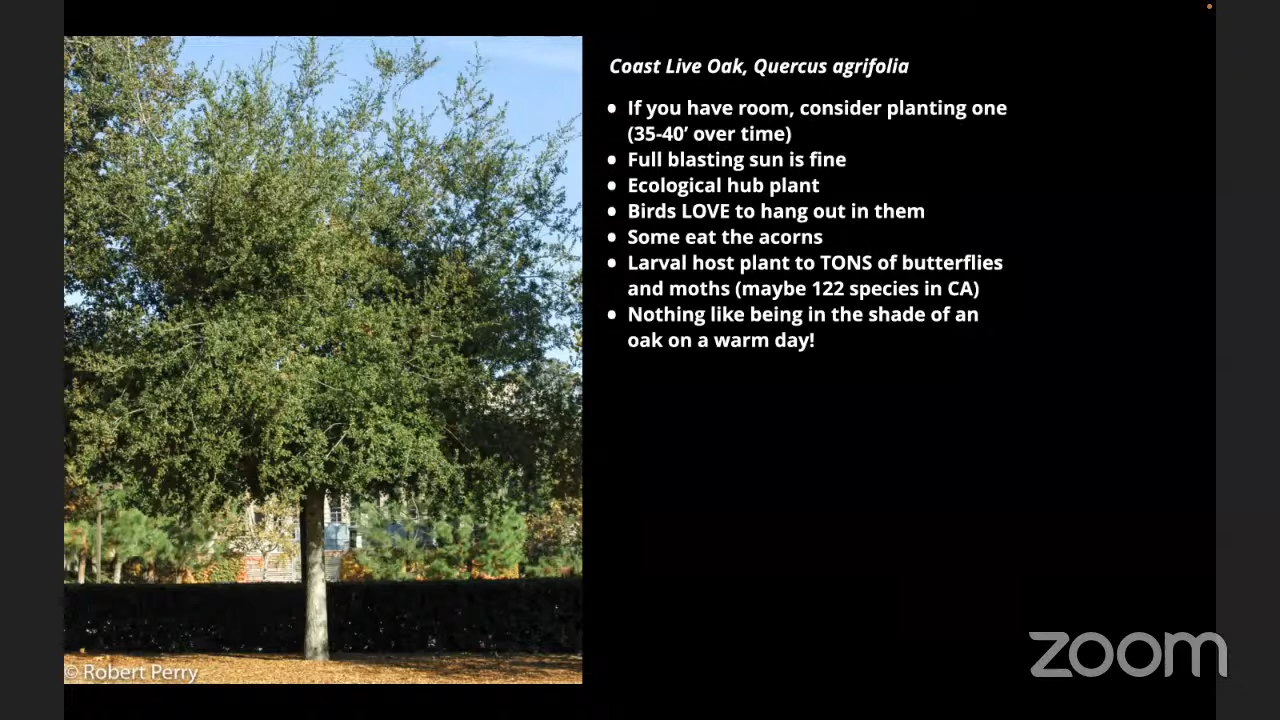 Coast Live Oak, Quercus agrifolia
• If you have room, consider planting one
(35-40’ over time)
• Full blasting sun is fine
• Ecological hub plant
• Birds LOVE to hang out in them
• Some eat the acorns
• Larval host plant to TONS of butterflies
and moths (maybe 122 species in CA)
• Nothing like being in the shade of an
oak on a warm day!
© Robert Perry
zoom